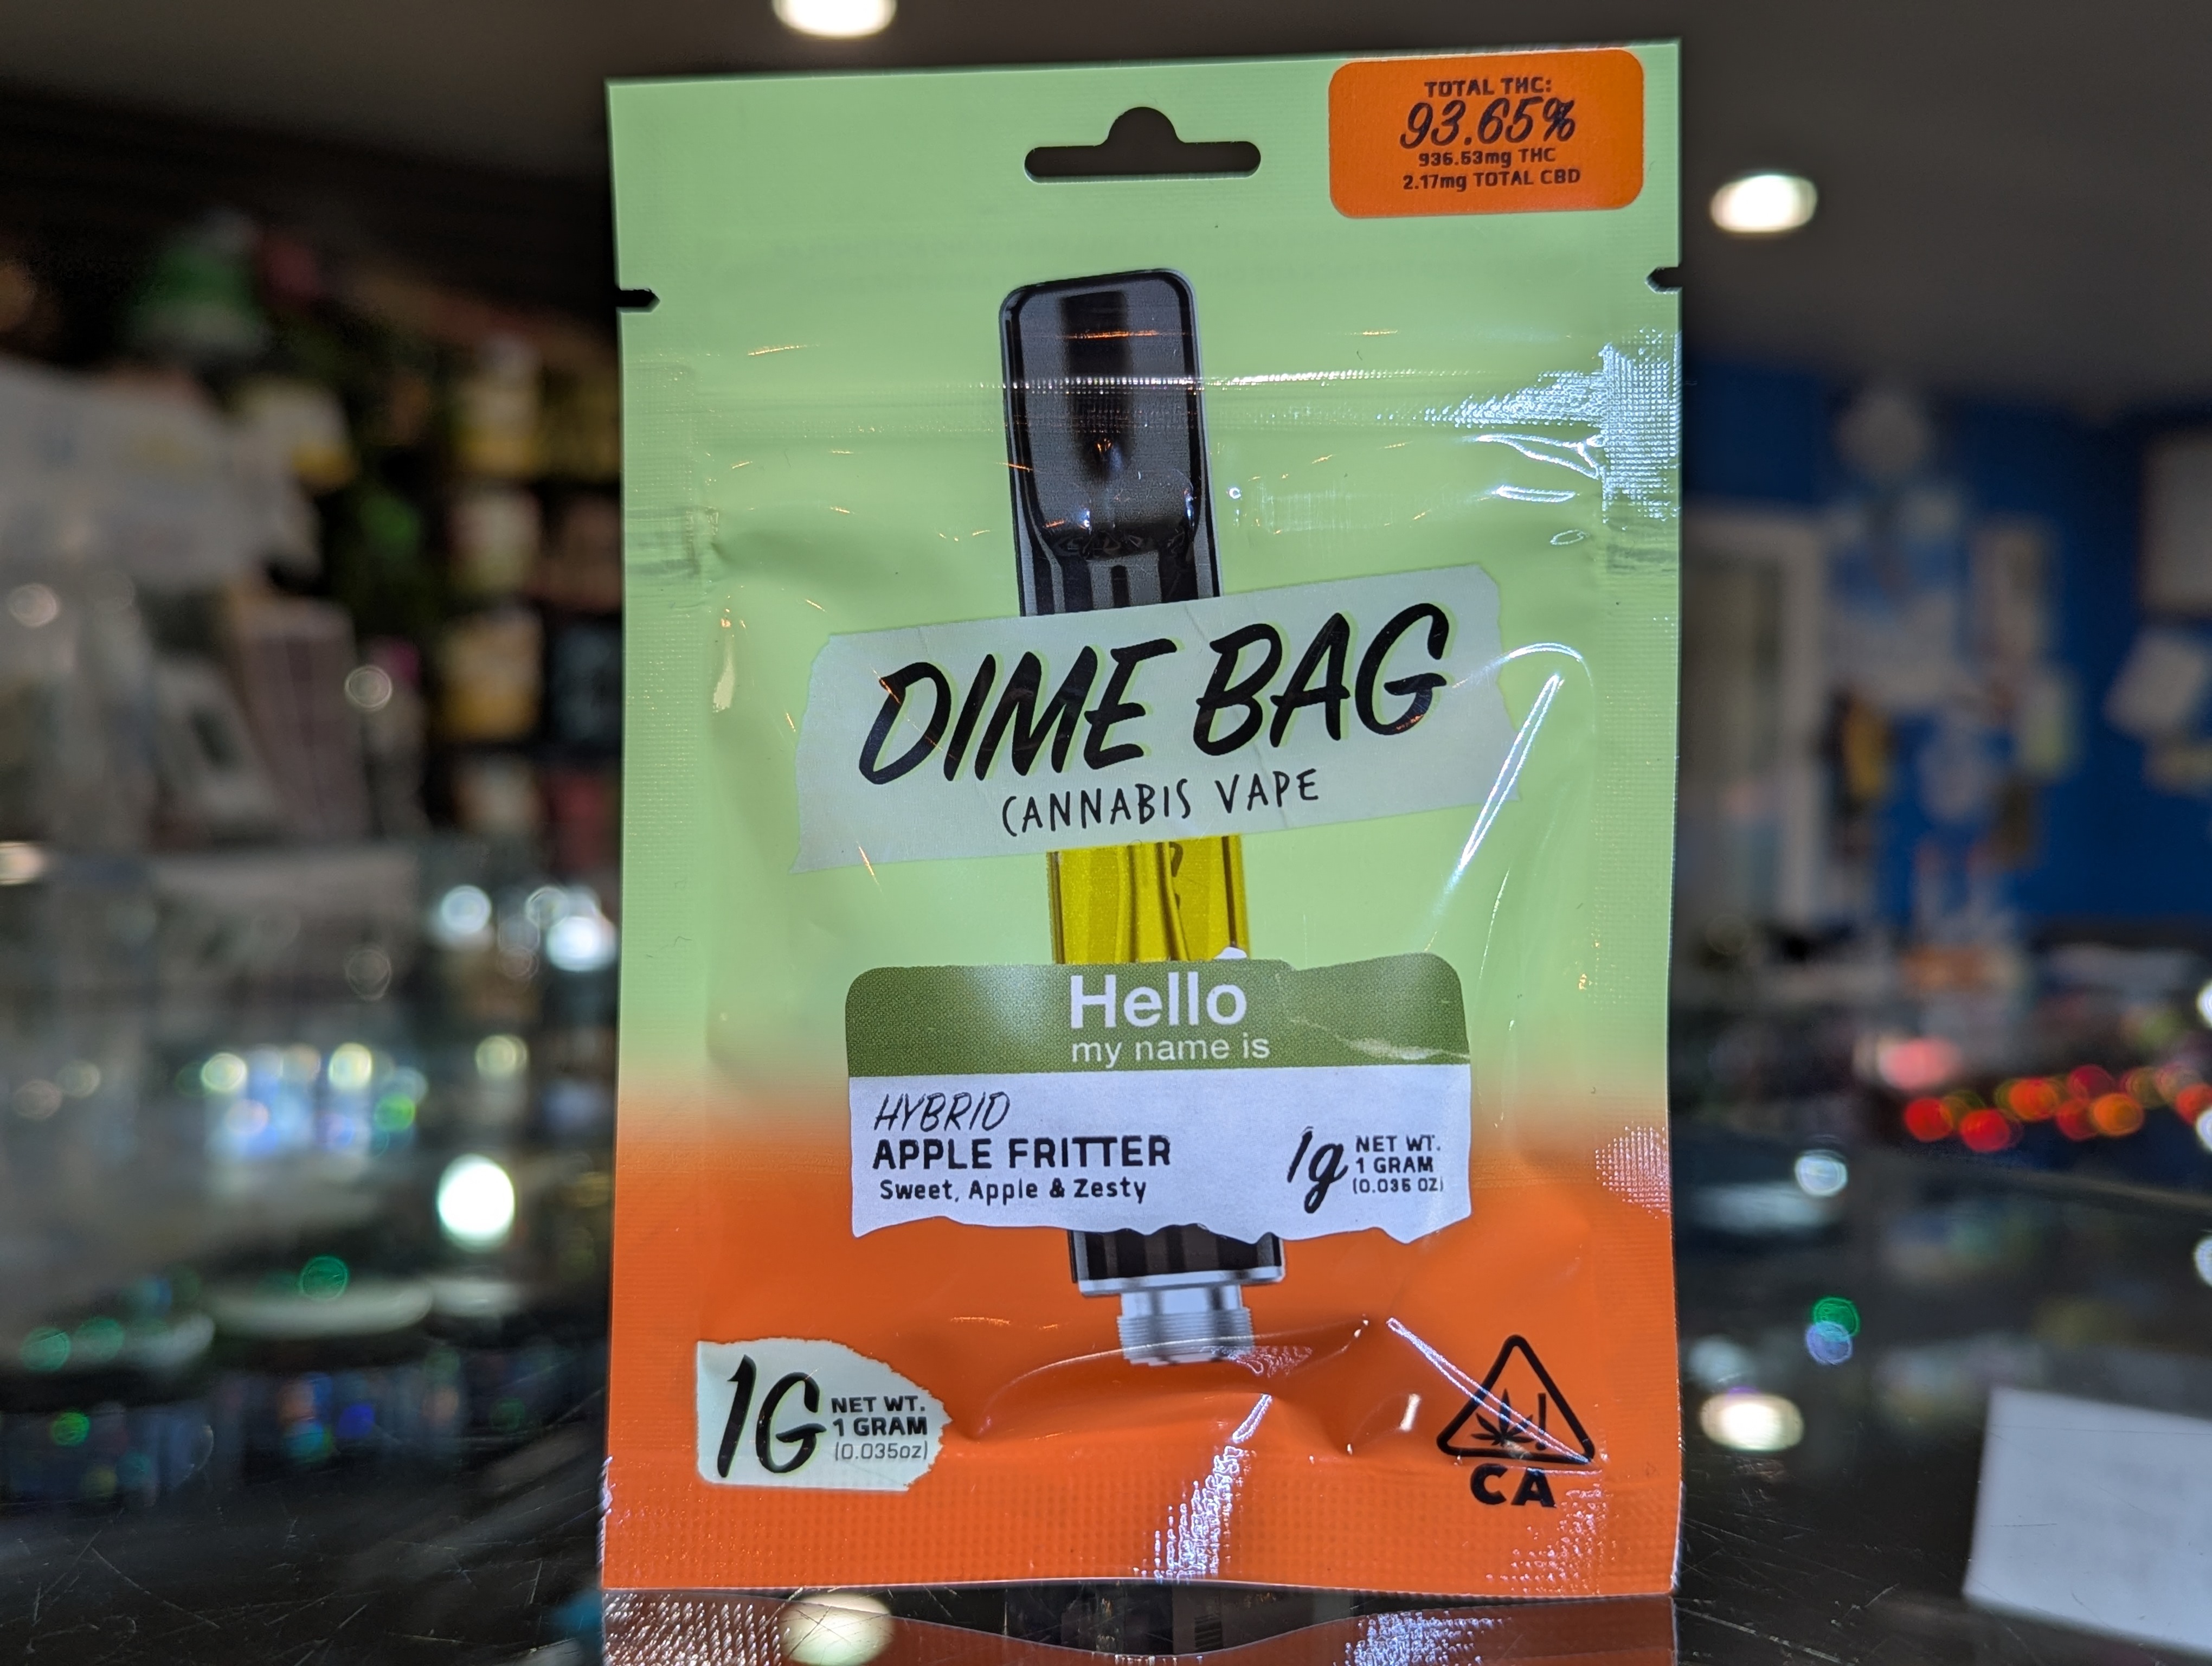 TOTAL THC:
93.65%
936.53mg THC
2.17mg TOTAL CBD
DIME BAG
CANNABIS VAPE
Hello
my name is
HYBRID
APPLE FRITTER
Sweet, Apple & Zesty
1g NET WT.
1 GRAM
(0.035 OZ)
1G NET WT.
1 GRAM
(0.035oz)
CA